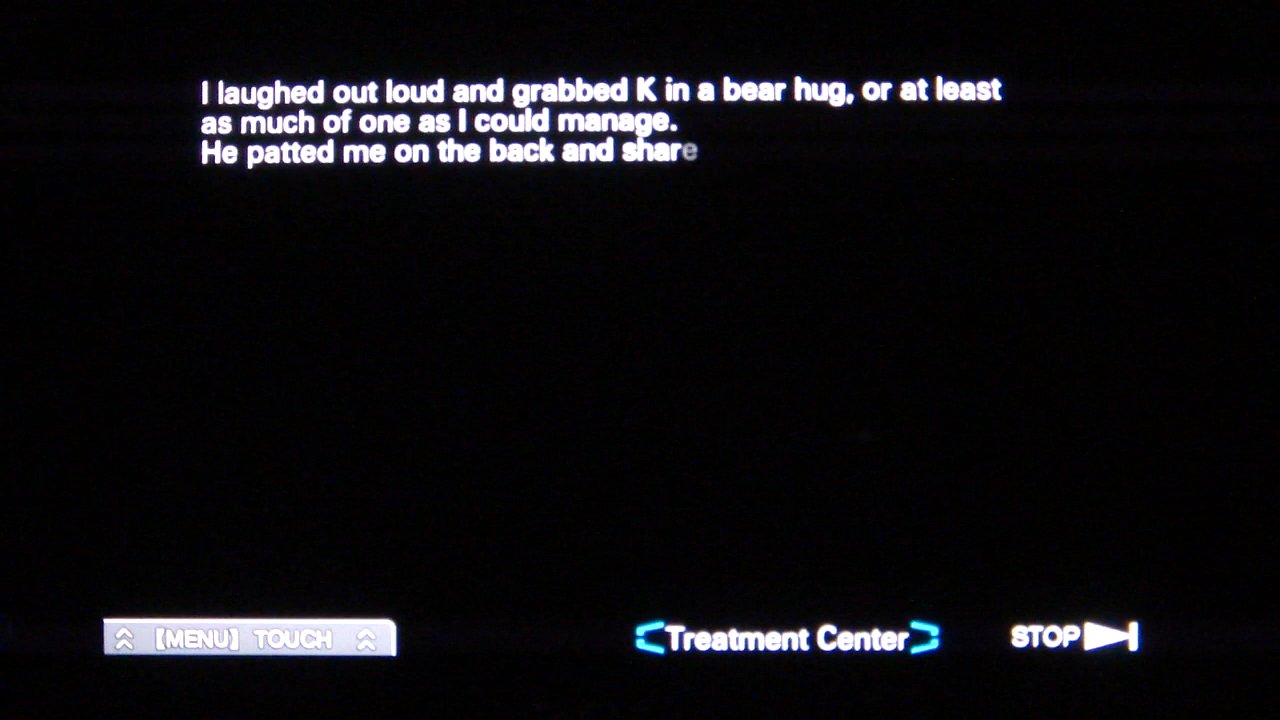 I laughed out loud and grabbed K in a bear hug, or at least
as much of one as I could manage.
He patted me on the back and share
【MENU】 TOUCH
Treatment Center
STOP